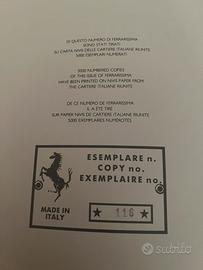 DI QUESTO NUMERO DI FERRARISSIMA
SONO STATI TIRATI
SU CARTA NIVIS DELLE CARTIERE ITALIANE RIUNITE
5000 ESEMPLARI NUMERATI
5000 NUMBERED COPIES
OF THIS ISSUE OF FERRARISSIMA
HAVE BEEN PRINTED ON NIVIS PAPER FROM
THE CARTIERE ITALIANE RIUNITE
DE CE NUMERO DE FERRARISSIMA
IL A ETE TIRE
SUR PAPIER NIVIS DE CARTIERE ITALIANE RIUNITE
5000 EXEMPLAIRES NUMÉROTÉS
ESEMPLARE n.
COPY no.
EXEMPLAIRE no.
MADE IN
ITALY
★ 116 ★
subito